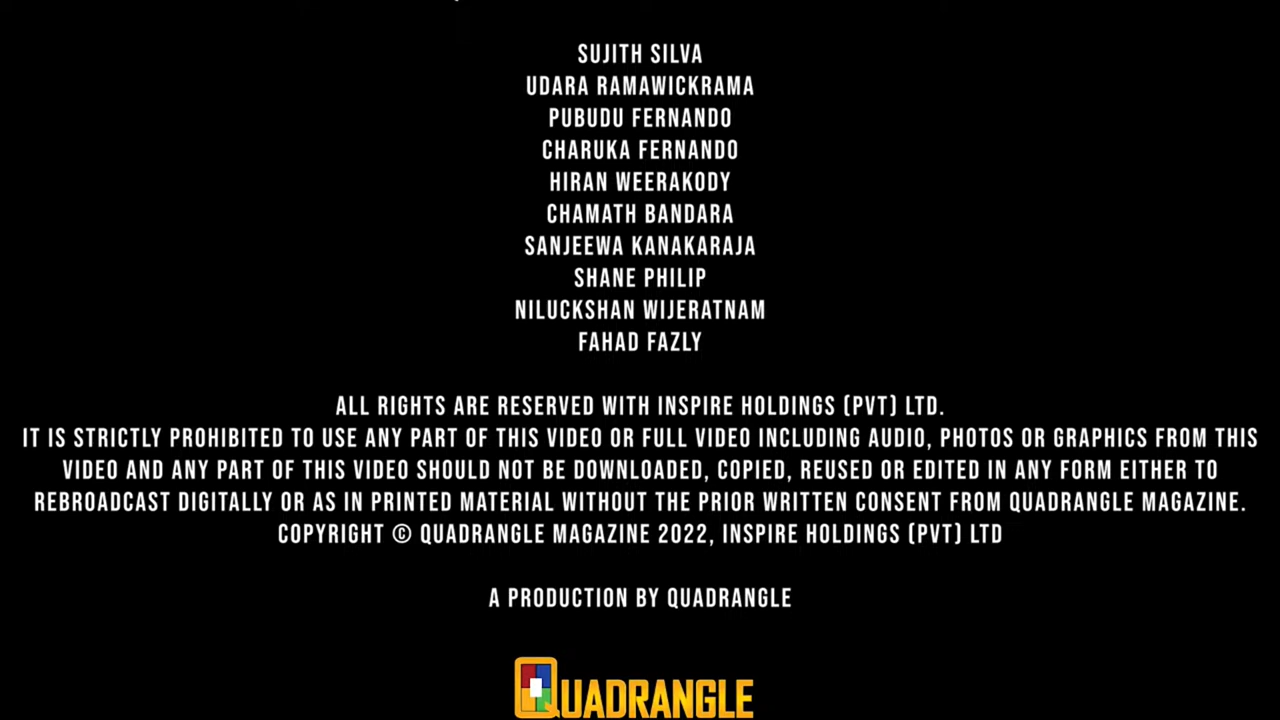 SUJITH SILVA
UDARA RAMAWICKRAMA
PUBUDU FERNANDO
CHARUKA FERNANDO
HIRAN WEERAKODY
CHAMATH BANDARA
SANJEEWA KANAKARAJA
SHANE PHILIP
NILUCKSHAN WIJERATNAM
FAHAD FAZLY
ALL RIGHTS ARE RESERVED WITH INSPIRE HOLDINGS (PVT) LTD.
IT IS STRICTLY PROHIBITED TO USE ANY PART OF THIS VIDEO OR FULL VIDEO INCLUDING AUDIO, PHOTOS OR GRAPHICS FROM THIS
VIDEO AND ANY PART OF THIS VIDEO SHOULD NOT BE DOWNLOADED, COPIED, REUSED OR EDITED IN ANY FORM EITHER TO
REBROADCAST DIGITALLY OR AS IN PRINTED MATERIAL WITHOUT THE PRIOR WRITTEN CONSENT FROM QUADRANGLE MAGAZINE.
COPYRIGHT © QUADRANGLE MAGAZINE 2022, INSPIRE HOLDINGS (PVT) LTD
A PRODUCTION BY QUADRANGLE
QUADRANGLE